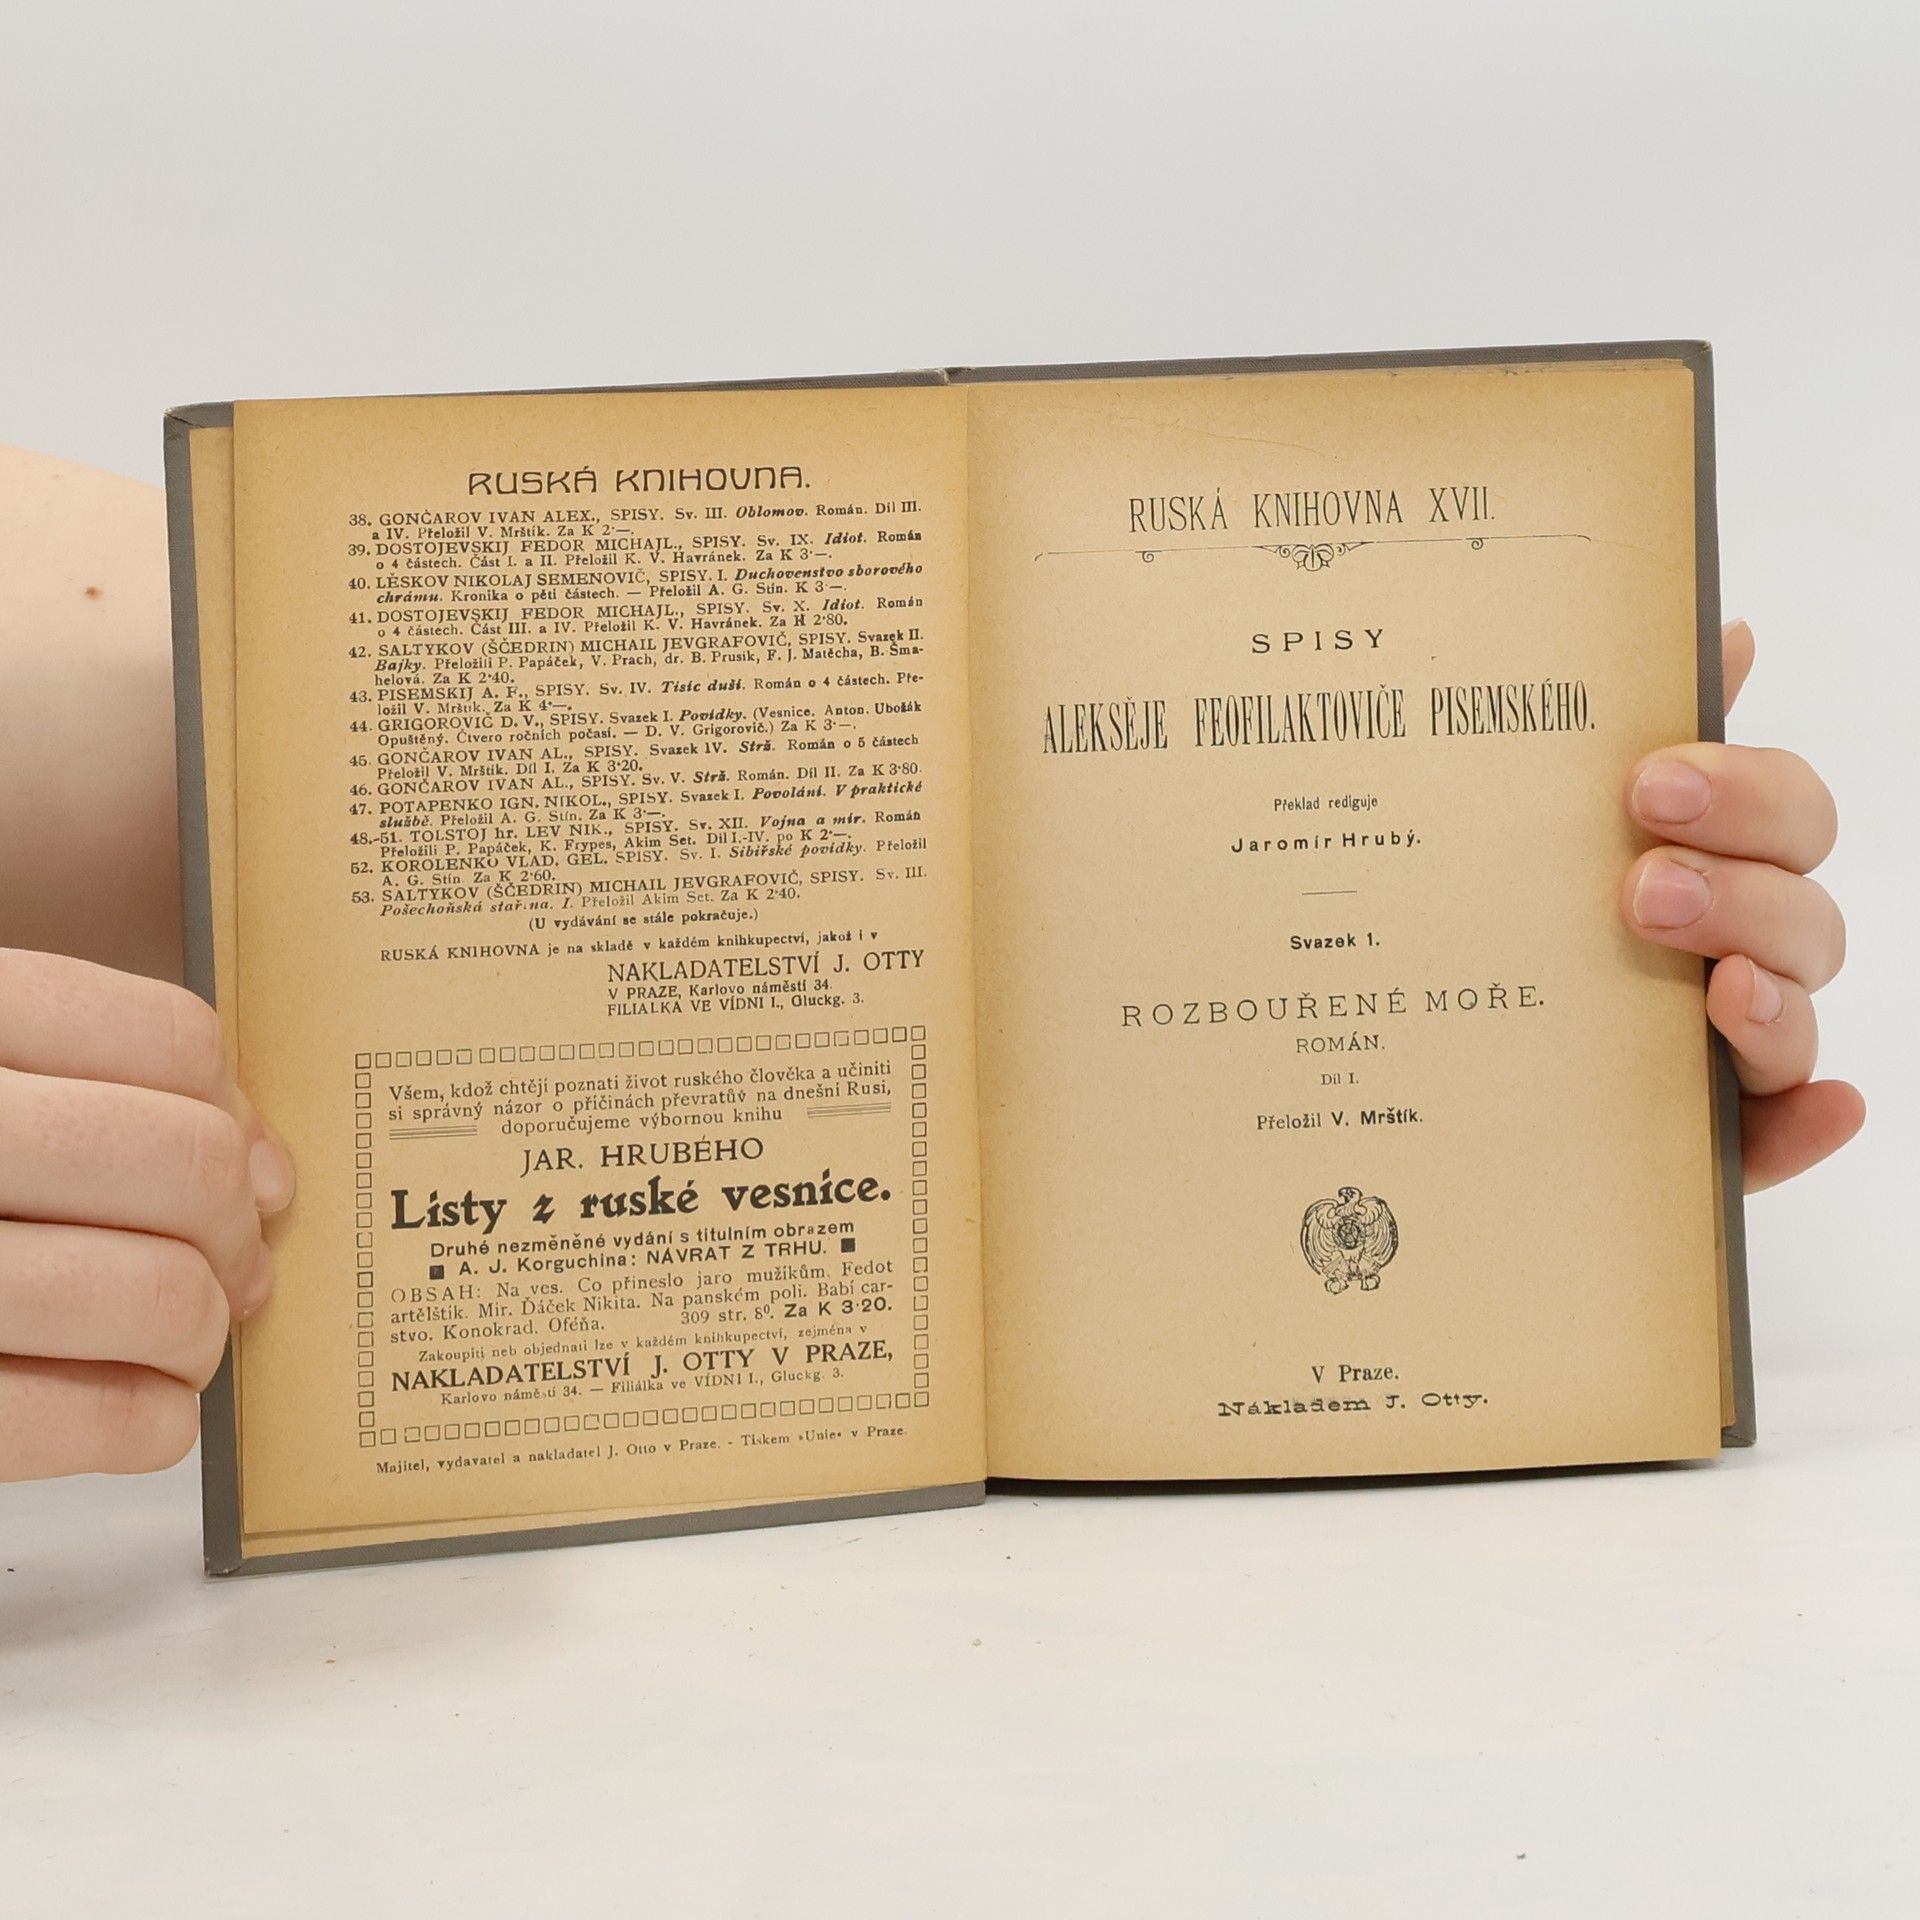 RUSKÁ KNIHOVNA.
38. GONČAROV IVAN ALEX., SPISY. Sv. III. Oblomov. Román. Díl III.
a IV. Přeložil V. Mrštík. Za K 2·—.
39. DOSTOJEVSKIJ FEDOR MICHAJL., SPISY. Sv. IX. Idiot. Román
o 4 částech. Část I. a II. Přeložil K. V. Havránek. Za K 3·—.
40. LĚSKOV NIKOLAJ SEMENOVIČ, SPISY. I. Duchovenstvo sborového
chrámu. Kronika o pěti částech. — Přeložil A. G. Stín. K 3·—.
41. DOSTOJEVSKIJ FEDOR MICHAJL., SPISY. Sv. X. Idiot. Román
o 4 částech. Část III. a IV. Přeložil K. V. Havránek. Za K 2·80.
42. SALTYKOV (ŠČEDRIN) MICHAIL JEVGRAFOVIČ, SPISY. Svazek II.
Bajky. Přeložili P. Papáček, V. Prach, dr. B. Prusík, F. J. Matěcha, B. Šma-
helová. Za K 2·40.
43. PISEMSKIJ A. F., SPISY. Sv. IV. Tisíc duší. Román o 4 částech. Pře-
ložil V. Mrštík. Za K 4·—.
44. GRIGOROVIČ D. V., SPISY. Svazek I. Povídky. (Vesnice. Anton. Ubožák
Opuštěný. Čtvero ročních počasí. — D. V. Grigorovič.) Za K 3·—.
45. GONČAROV IVAN AL., SPISY. Svazek IV. Strž. Román o 5 částech
Přeložil V. Mrštík. Díl I. Za K 3·20.
46. GONČAROV IVAN AL., SPISY. Sv. V. Strž. Román. Díl II. Za K 3·80.
47. POTAPENKO IGN. NIKOL., SPISY. Svazek I. Povolání. V praktické
službě. Přeložil A. G. Stín. Za K 3·—.
48.-51. TOLSTOJ hr. LEV NIK., SPISY. Sv. XII. Vojna a mír. Román
Přeložili P. Papáček, K. Frypes, Akim Set. Díl I.-IV. po K 2·—.
52. KOROLENKO VLAD. GEL. SPISY. Sv. I. Sibiřské povídky. Přeložil
A. G. Stín. Za K 2·60.
53. SALTYKOV (ŠČEDRIN) MICHAIL JEVGRAFOVIČ, SPISY. Sv. III.
Pošechoňská stařina. I. Přeložil Akim Set. Za K 2·40.
(U vydávání se stále pokračuje.)
RUSKÁ KNIHOVNA je na skladě v každém knihkupectví, jakož i v
NAKLADATELSTVÍ J. OTTY
V PRAZE, Karlovo náměstí 34.
FILIALKA VE VÍDNI I., Gluckg. 3.
Všem, kdož chtějí poznati život ruského člověka a učiniti
si správný názor o příčinách převratův na dnešní Rusi,
doporučujeme výbornou knihu
JAR. HRUBÉHO
Listy z ruské vesnice.
Druhé nezměněné vydání s titulním obrazem
A. J. Korguchina: NÁVRAT Z TRHU.
OBSAH: Na ves. Co přineslo jaro mužíkům. Fedot
artělštík. Mir. Ďáček Nikita. Na panském poli. Babí car-
stvo. Konokrad. Oféňa. 309 str. 8⁰. Za K 3·20.
Zakoupiti neb objednati lze v každém knihkupectví, zejména v
NAKLADATELSTVÍ J. OTTY V PRAZE,
Karlovo náměstí 34. — Filiálka ve VÍDNI I., Gluckg. 3.
Majitel, vydavatel a nakladatel J. Otto v Praze. - Tiskem »Unie« v Praze.
RUSKÁ KNIHOVNA XVII.
SPISY
ALEKSĚJE FEOFILAKTOVIČE PISEMSKÉHO.
Překlad rediguje
Jaromír Hrubý.
Svazek 1.
ROZBOUŘENÉ MOŘE.
ROMÁN.
Díl I.
Přeložil V. Mrštík.
V Praze.
Nákladem J. Otty.